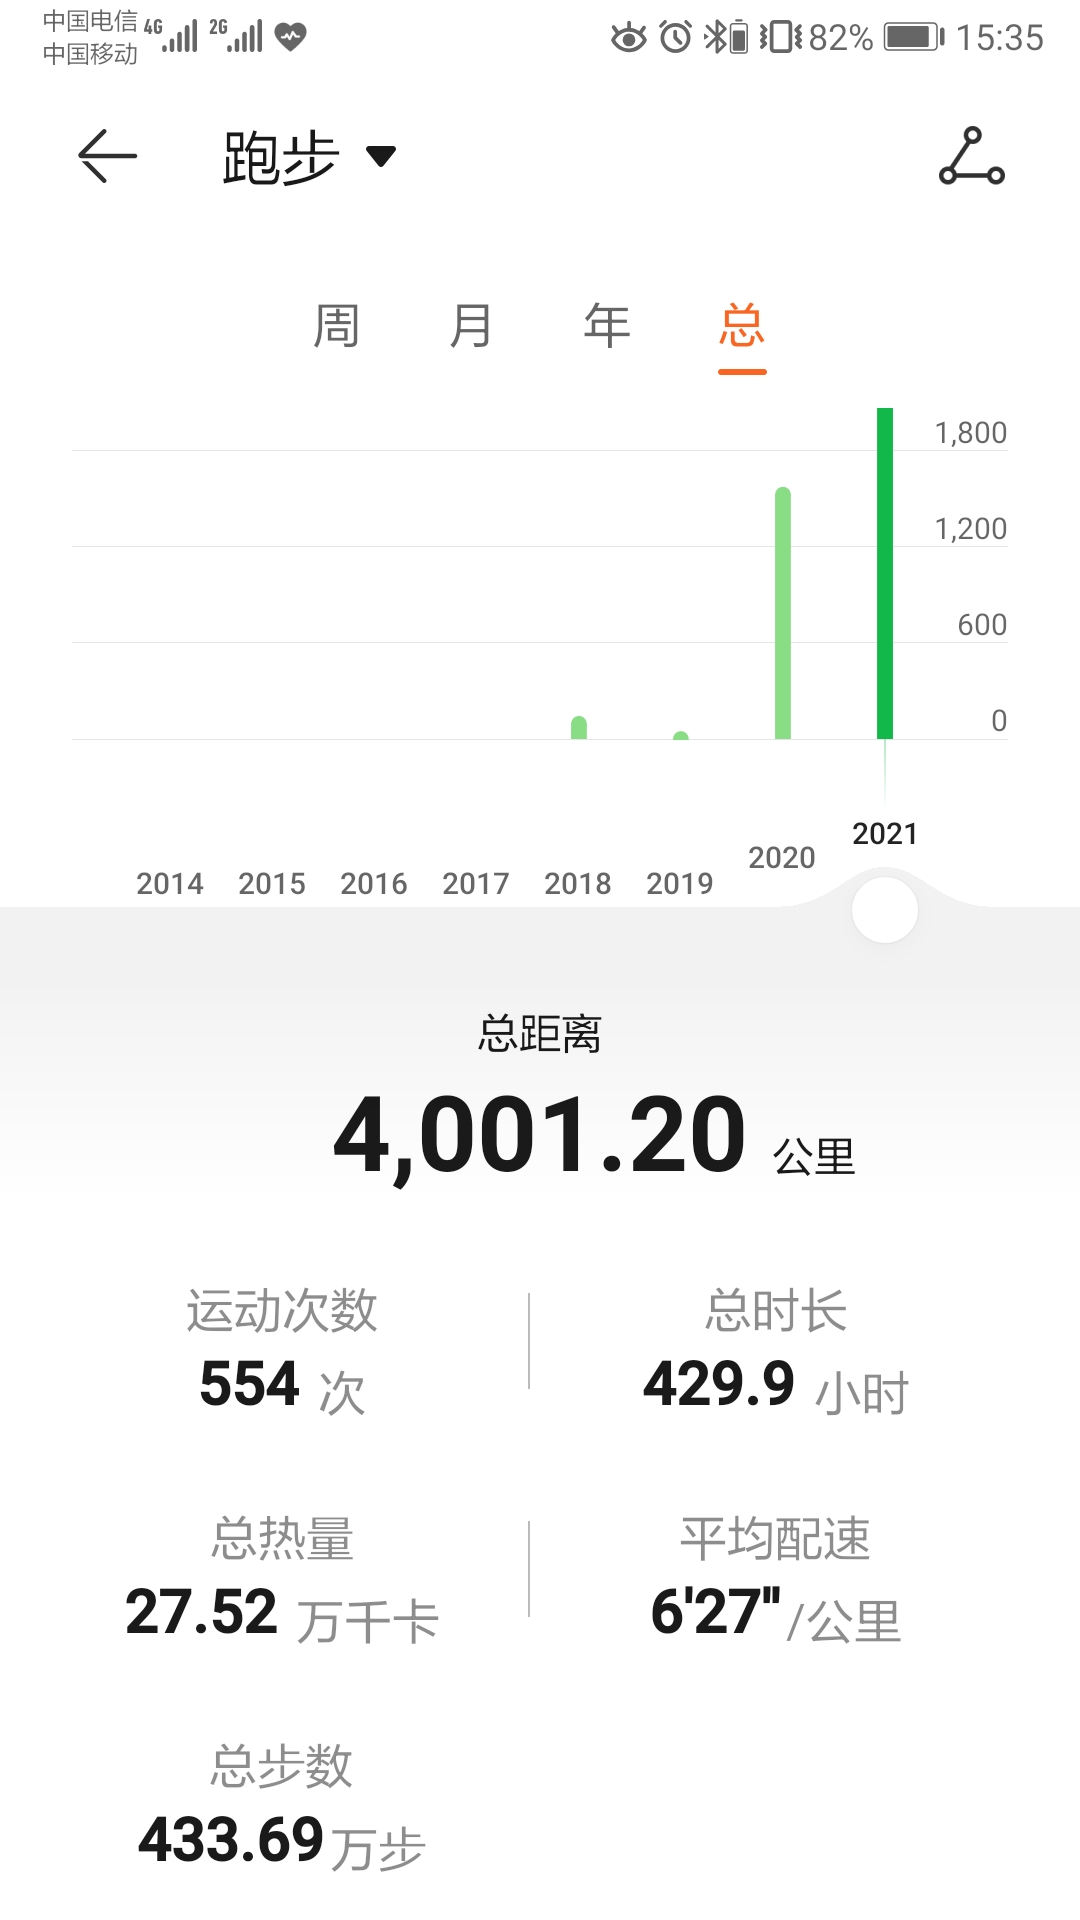 中国电信 4G 2G 82% 15:35
中国移动
跑步
周 月 年 总
1,800
1,200
600
0
2014 2015 2016 2017 2018 2019 2020 2021
总距离
4,001.20 公里
运动次数 总时长
554 次 429.9 小时
总热量 平均配速
27.52 万千卡 6'27"/公里
总步数
433.69万步